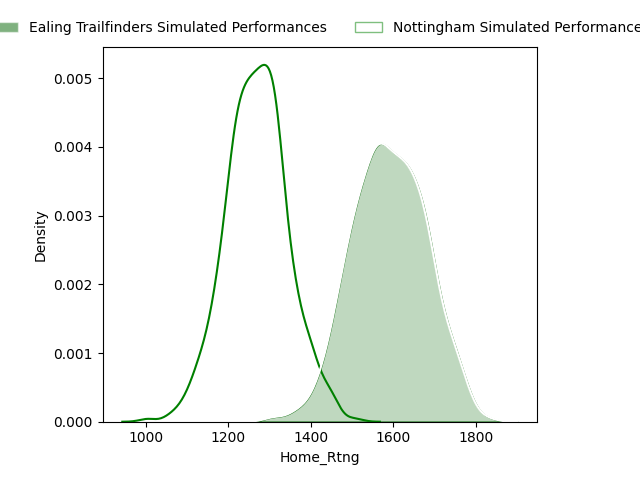 Ealing Trailfinders Simulated Performances
Nottingham Simulated Performance
0.005
0.004
0.003
0.002
0.001
0.000
Density
1000
1200
1400
1600
1800
Home_Rtng